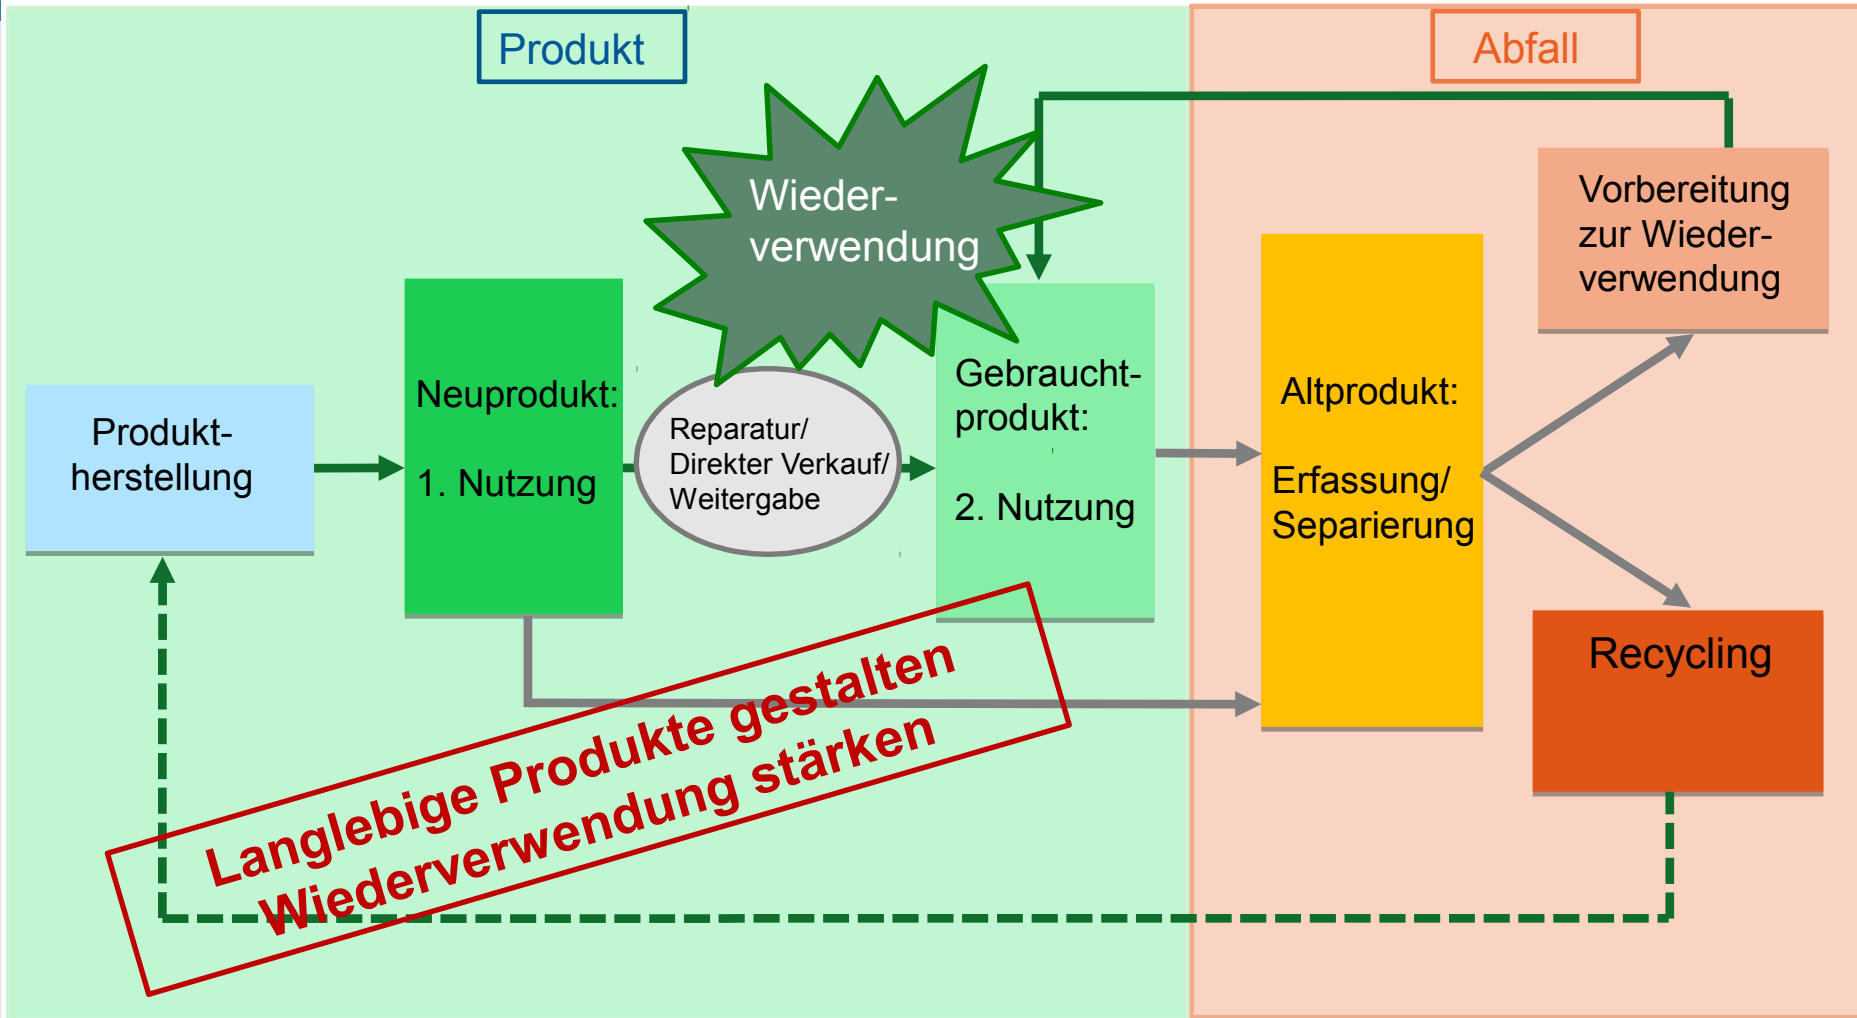 Produkt
Abfall
Wieder-
verwendung
Vorbereitung
zur Wieder-
verwendung
Produkt-
herstellung
Neuprodukt:
1. Nutzung
Reparatur/
Direkter Verkauf/
Weitergabe
Gebraucht-
produkt:
2. Nutzung
Altprodukt:
Erfassung/
Separierung
Recycling
Langlebige Produkte gestalten
Wiederverwendung stärken